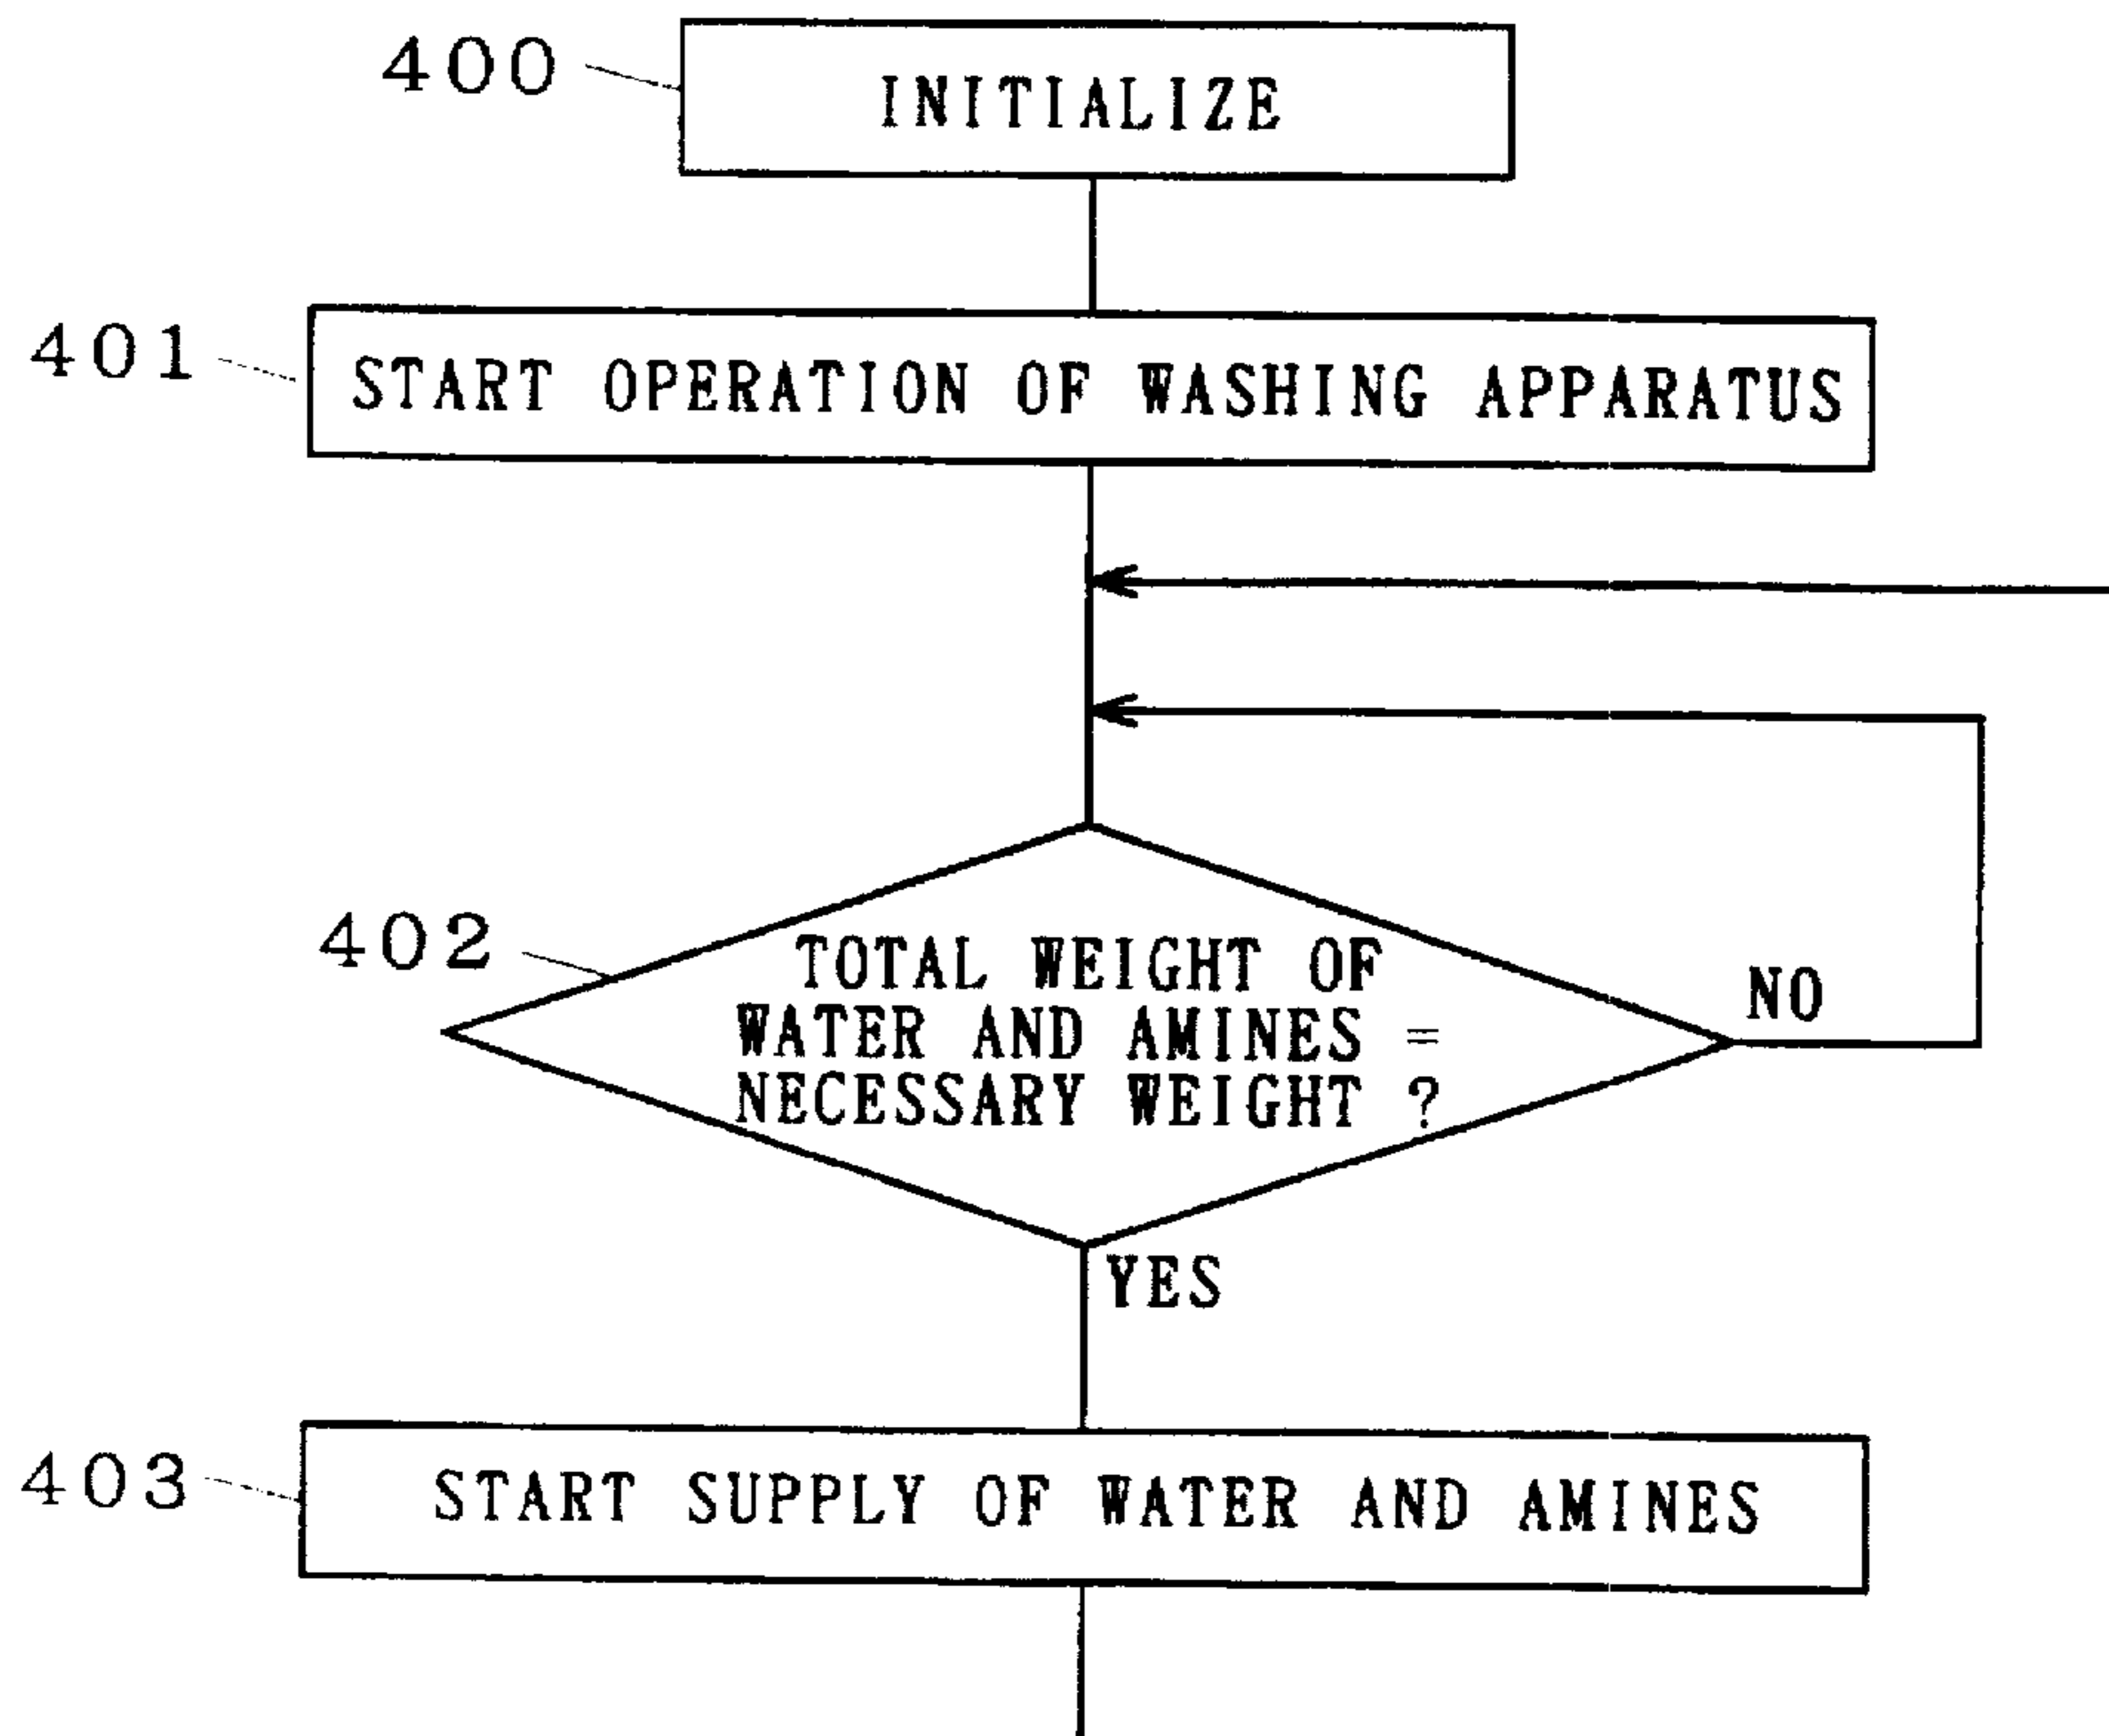 400
INITIALIZE
401
START OPERATION OF WASHING APPARATUS
402
TOTAL WEIGHT OF
WATER AND AMINES =
NECESSARY WEIGHT ?
NO
YES
403
START SUPPLY OF WATER AND AMINES